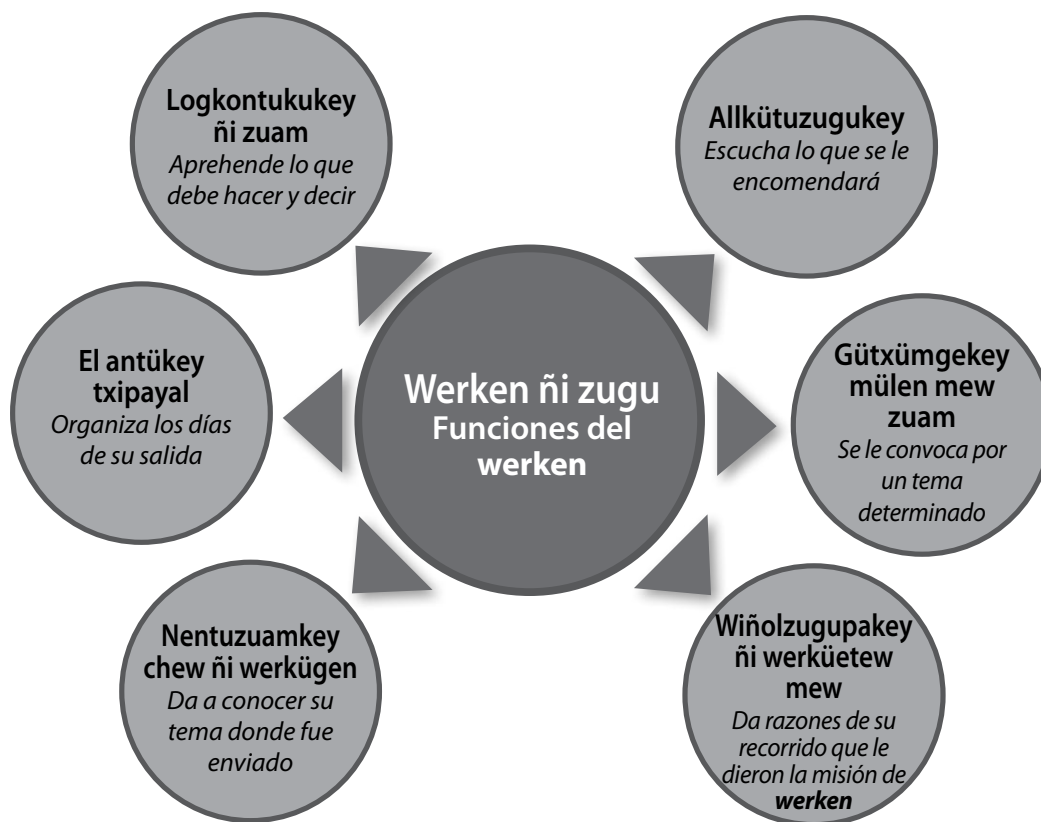 Logkontukukey
ñi zuam
Aprehende lo que
debe hacer y decir
Allkütuzugukey
Escucha lo que se le
encomendará
El antükey
txipayal
Organiza los días
de su salida
Werken ñi zugu
Funciones del
werken
Gütxümgekey
mülen mew
zuam
Se le convoca por
un tema
determinado
Nentuzuamkey
chew ñi werkügen
Da a conocer su
tema donde fue
enviado
Wiñolzugupakey
ñi werküetew
mew
Da razones de su
recorrido que le
dieron la misión de
werken